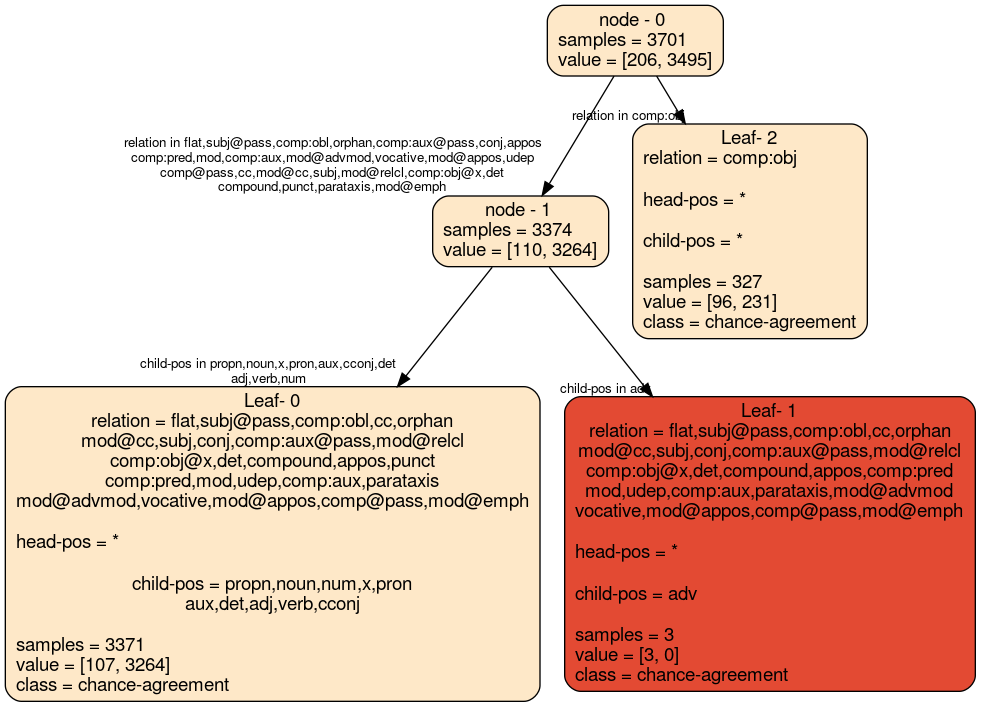 node - 0
samples = 3701
value = [206, 3495]
relation in comp:obj
relation in flat,subj@pass,comp:obl,orphan,comp:aux@pass,conj,appos
comp:pred,mod,comp:aux,mod@advmod,vocative,mod@appos,udep
comp@pass,cc,mod@cc,subj,mod@relcl,comp:obj@x,det
compound,punct,parataxis,mod@emph
Leaf- 2
relation = comp:obj
head-pos = *
child-pos = *
samples = 327
value = [96, 231]
class = chance-agreement
node - 1
samples = 3374
value = [110, 3264]
child-pos in propn,noun,x,pron,aux,cconj,det
adj,verb,num
child-pos in adv
Leaf- 0
relation = flat,subj@pass,comp:obl,cc,orphan
mod@cc,subj,conj,comp:aux@pass,mod@relcl
comp:obj@x,det,compound,appos,punct
comp:pred,mod,udep,comp:aux,parataxis
mod@advmod,vocative,mod@appos,comp@pass,mod@emph
head-pos = *
child-pos = propn,noun,num,x,pron
aux,det,adj,verb,cconj
samples = 3371
value = [107, 3264]
class = chance-agreement
Leaf- 1
relation = flat,subj@pass,comp:obl,cc,orphan
mod@cc,subj,conj,comp:aux@pass,mod@relcl
comp:obj@x,det,compound,appos,comp:pred
mod,udep,comp:aux,parataxis,mod@advmod
vocative,mod@appos,comp@pass,mod@emph
head-pos = *
child-pos = adv
samples = 3
value = [3, 0]
class = chance-agreement